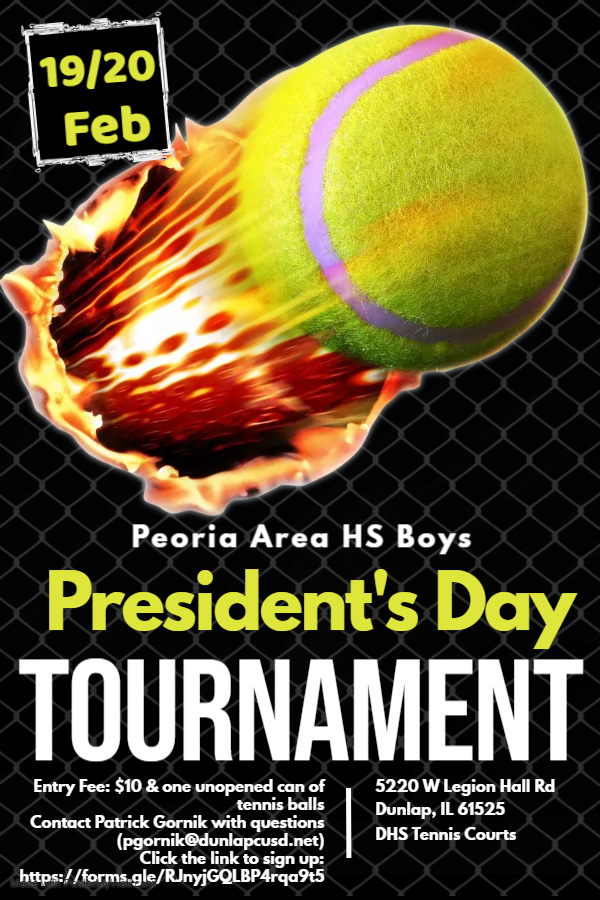 19/20
Feb
Peoria Area HS Boys
President's Day
TOURNAMENT
Entry Fee: $10 & one unopened can of
tennis balls
Contact Patrick Gornik with questions
(pgornik@dunlapcusd.net)
Click the link to sign up:
https://forms.gle/RJnyjGQLBP4rqa9t5
5220 W Legion Hall Rd
Dunlap, IL 61525
DHS Tennis Courts